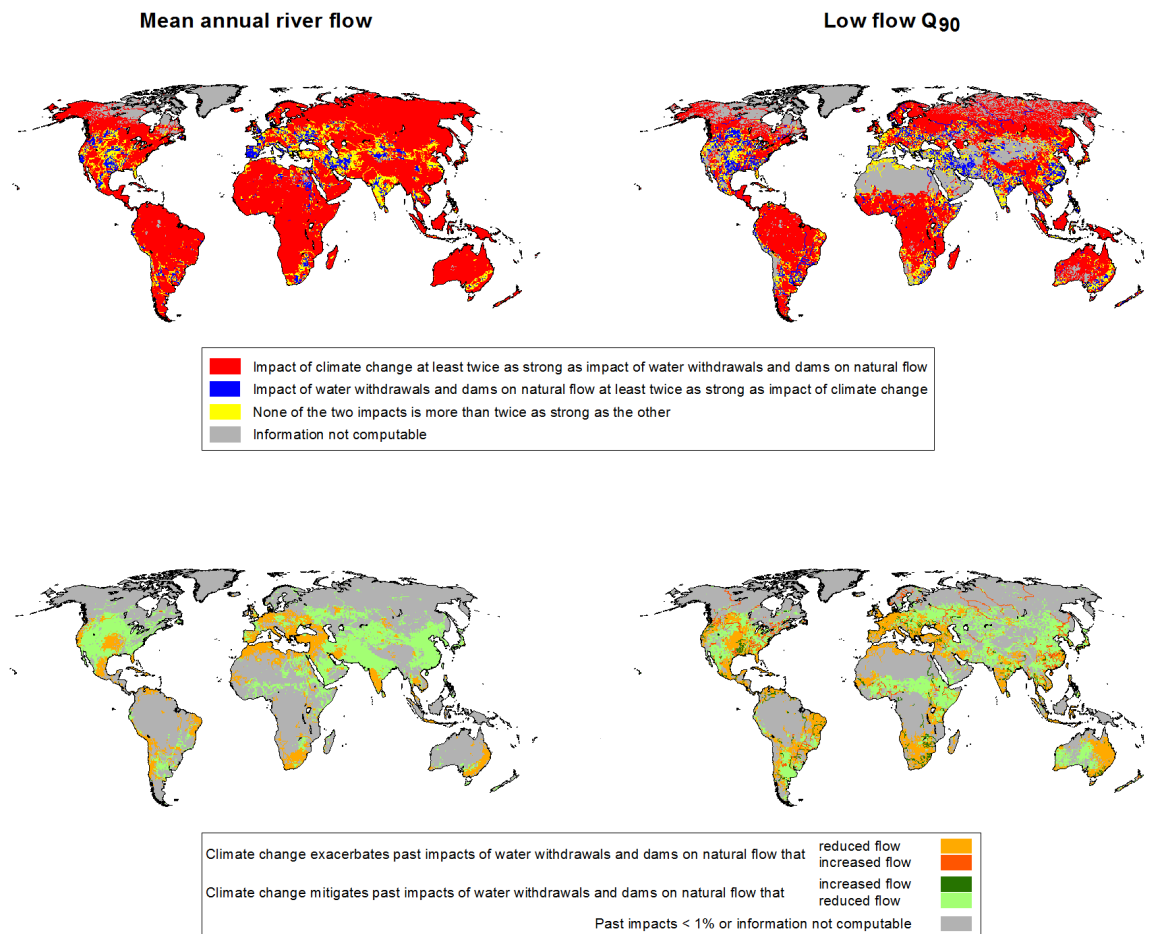 Mean annual river flow
Low flow Q90
Impact of climate change at least twice as strong as impact of water withdrawals and dams on natural flow
Impact of water withdrawals and dams on natural flow at least twice as strong as impact of climate change
None of the two impacts is more than twice as strong as the other
Information not computable
Climate change exacerbates past impacts of water withdrawals and dams on natural flow that
reduced flow
increased flow
Climate change mitigates past impacts of water withdrawals and dams on natural flow that
increased flow
reduced flow
Past impacts < 1% or information not computable